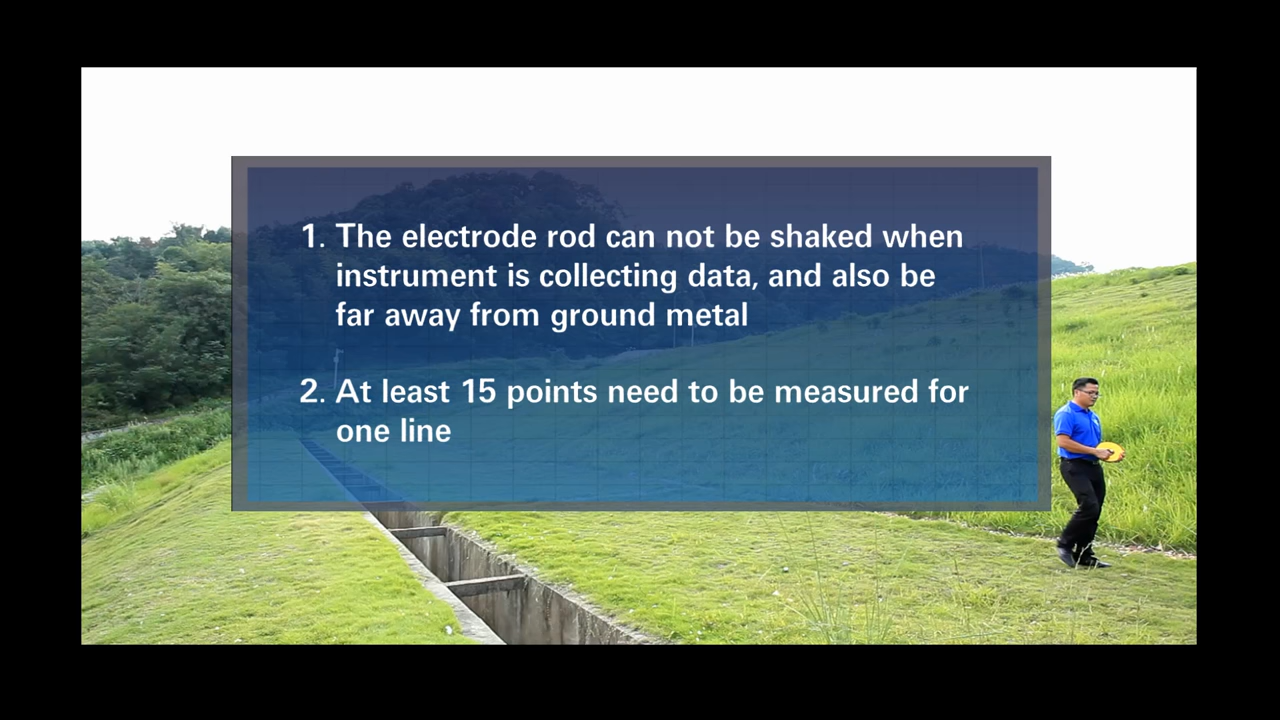 1. The electrode rod can not be shaked when
instrument is collecting data, and also be
far away from ground metal
2. At least 15 points need to be measured for
one line